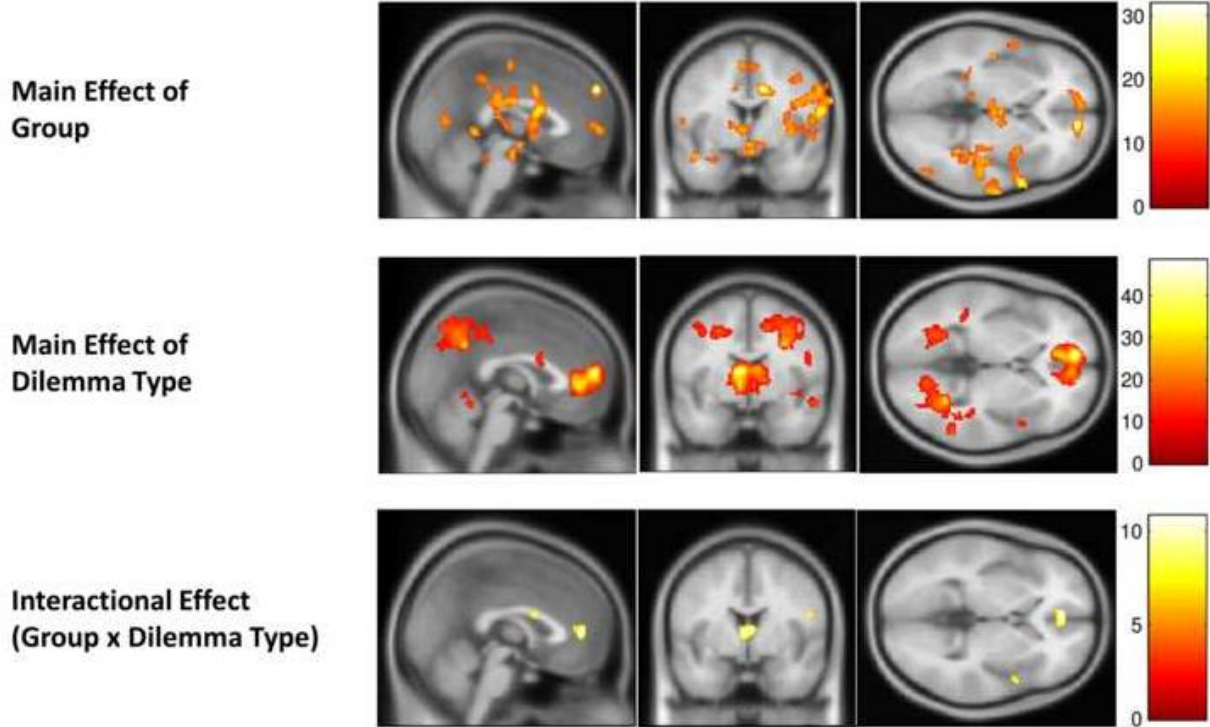 Main Effect of
Group
30
20
10
0
Main Effect of
Dilemma Type
40
30
20
10
0
Interactional Effect
(Group x Dilemma Type)
10
5
0